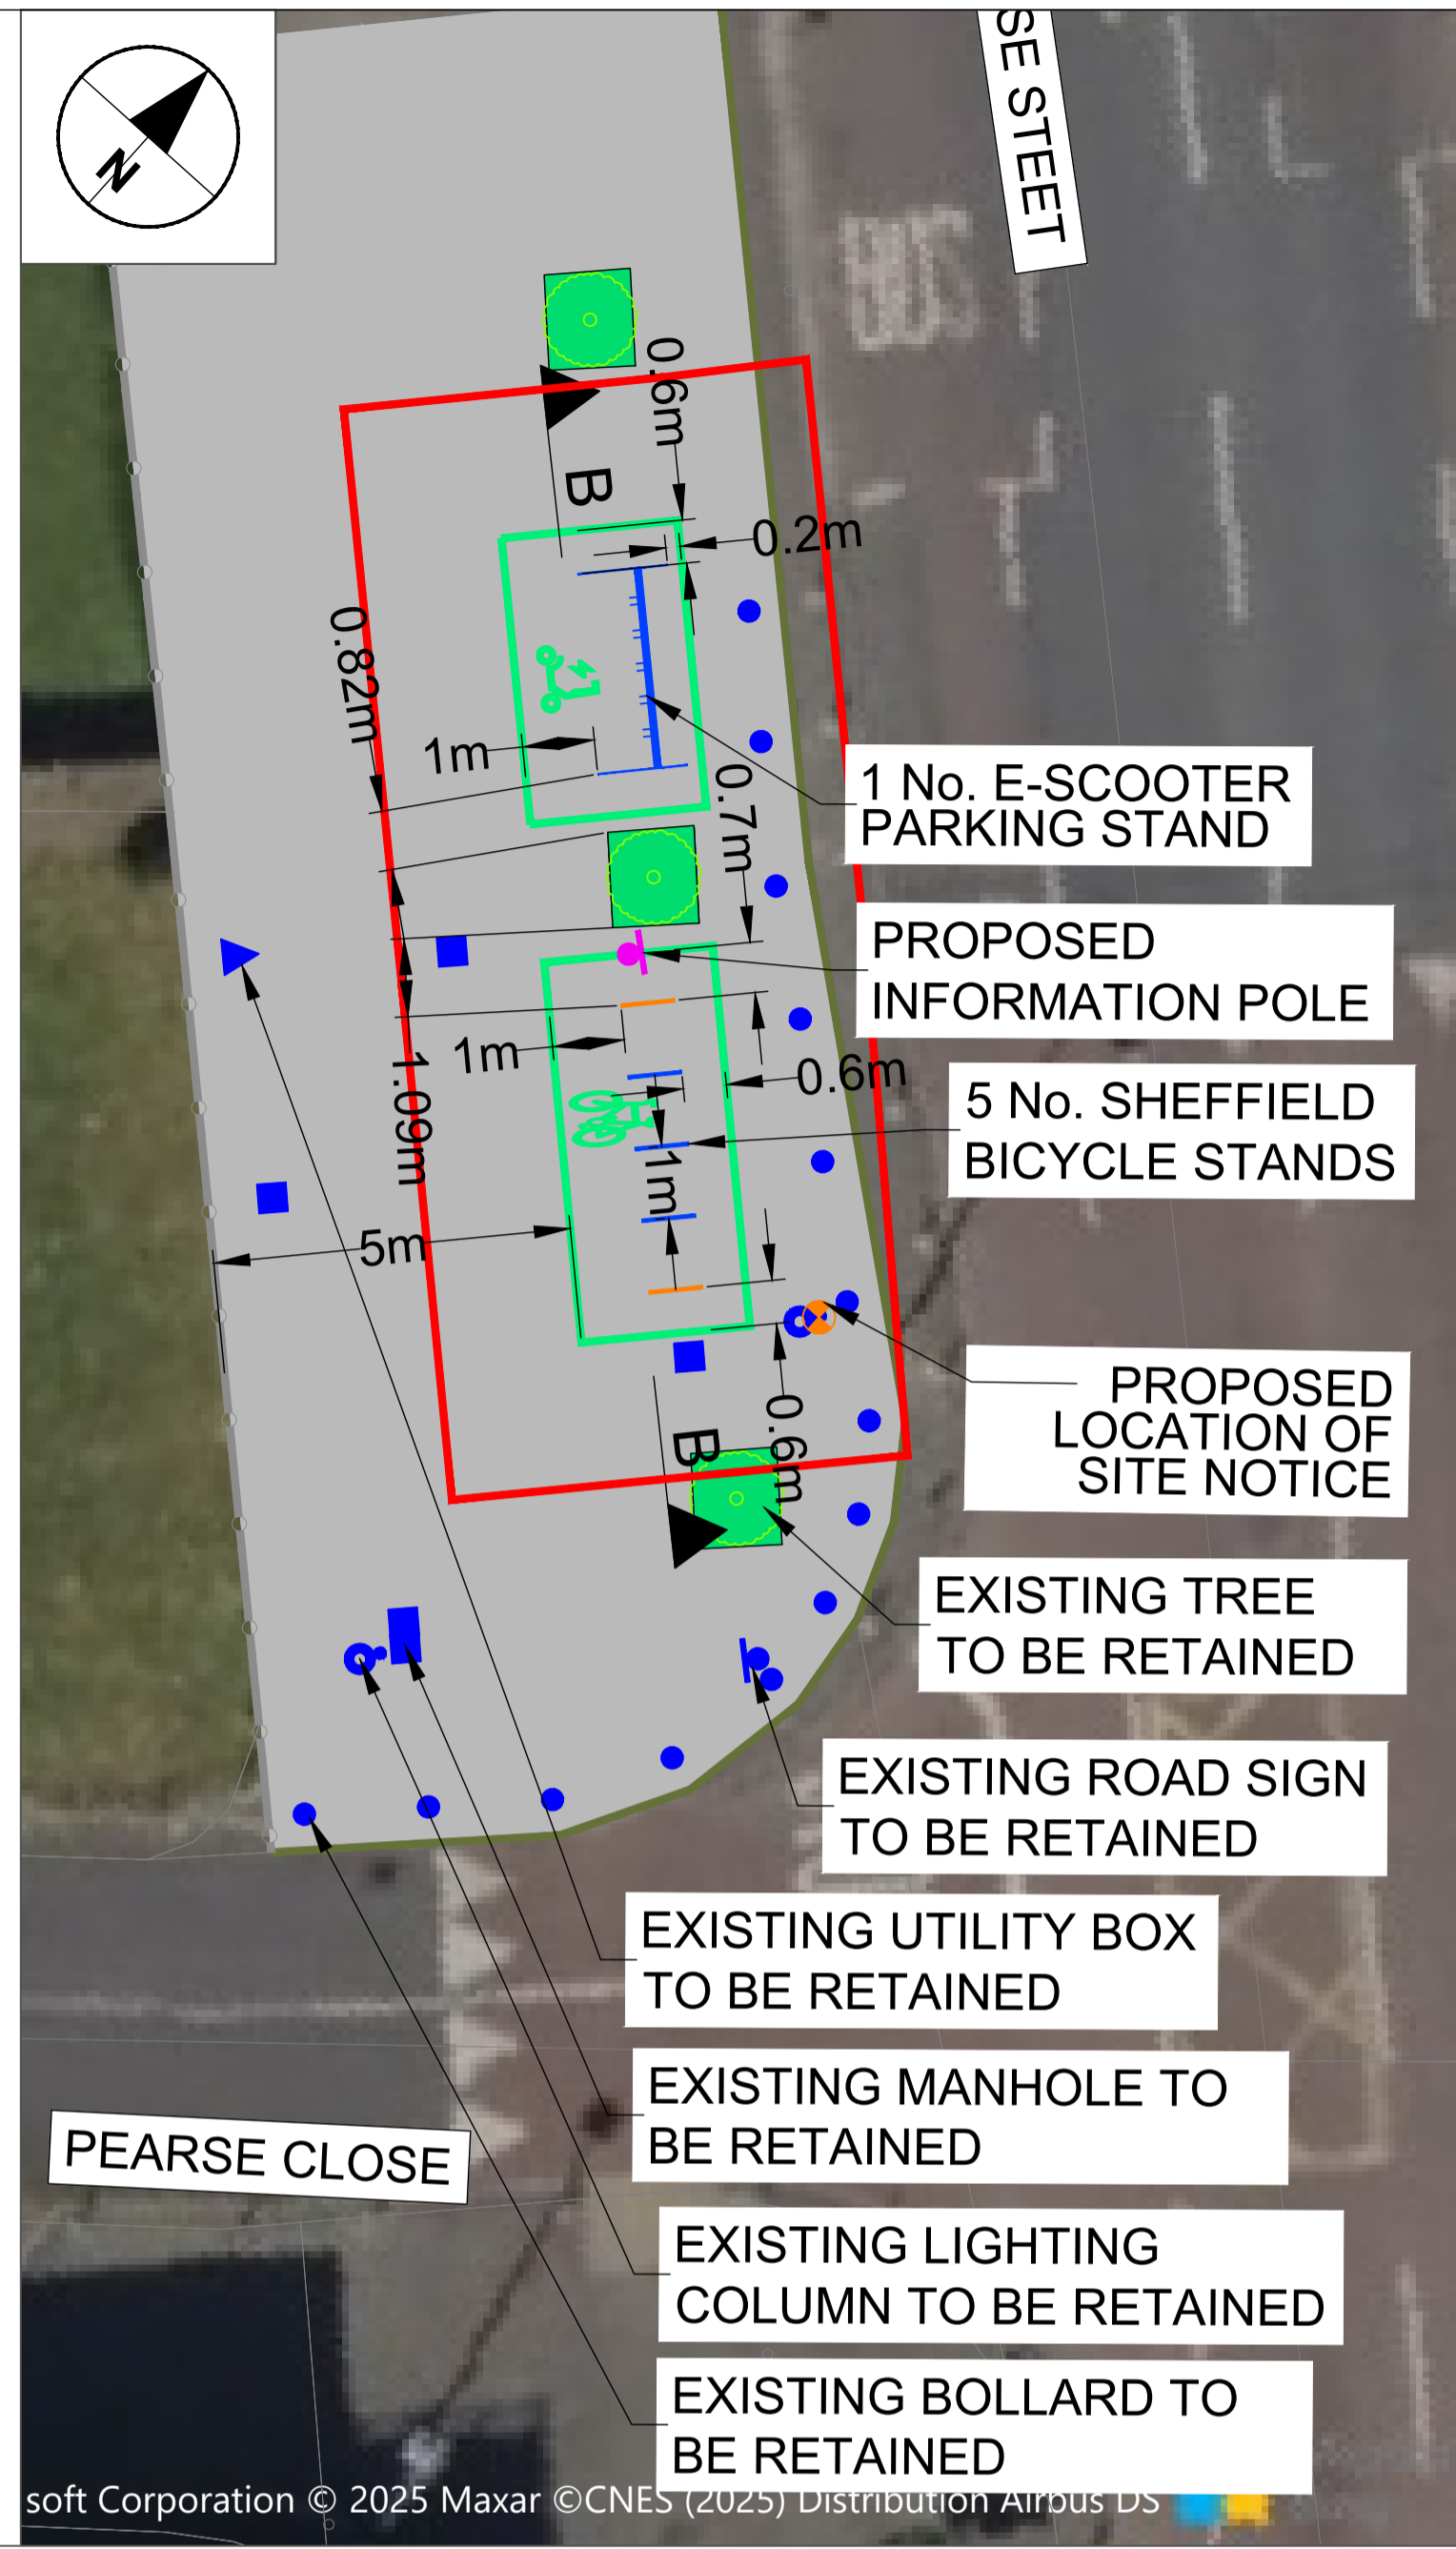 N
SE STEET
0.6m
B
0.2m
0.82m
1m
0.7m
1 No. E-SCOOTER
PARKING STAND
PROPOSED
INFORMATION POLE
1m
0.6m
1.09m
5 No. SHEFFIELD
BICYCLE STANDS
1m
5m
PROPOSED
LOCATION OF
SITE NOTICE
0.6m
B
EXISTING TREE
TO BE RETAINED
EXISTING ROAD SIGN
TO BE RETAINED
EXISTING UTILITY BOX
TO BE RETAINED
EXISTING MANHOLE TO
BE RETAINED
PEARSE CLOSE
EXISTING LIGHTING
COLUMN TO BE RETAINED
EXISTING BOLLARD TO
BE RETAINED
soft Corporation © 2025 Maxar ©CNES (2025) Distribution Airbus DS